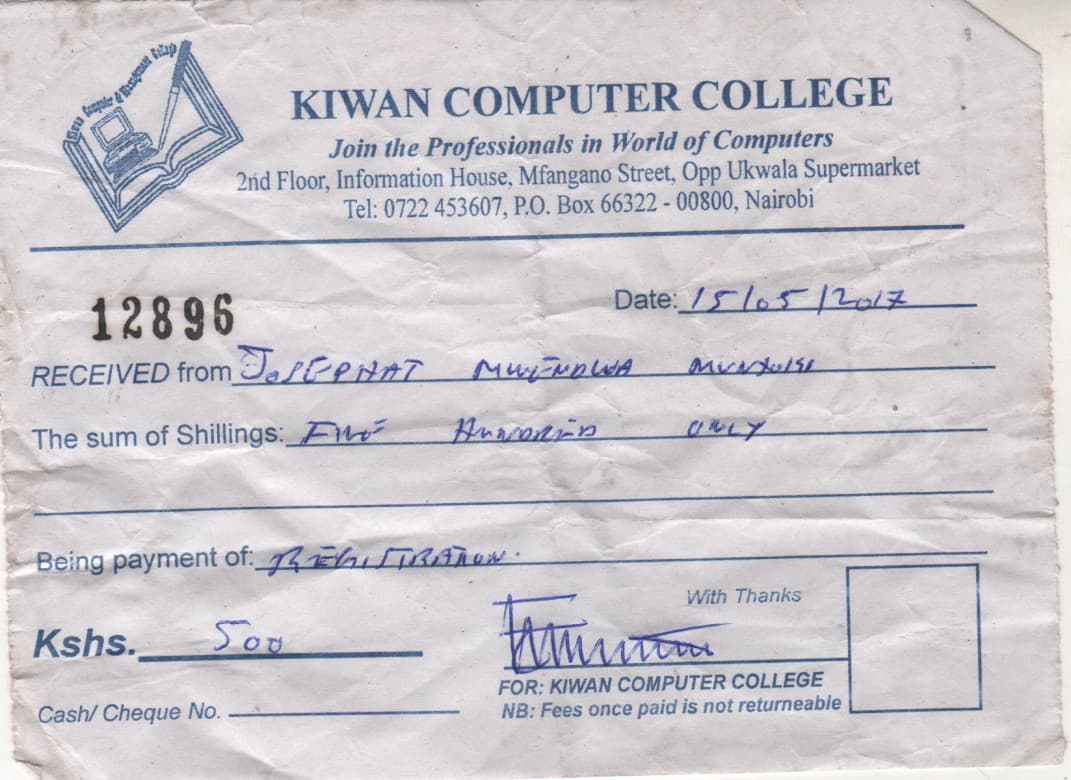 KIWAN COMPUTER COLLEGE
Join the Professionals in World of Computers
2nd Floor, Information House, Mfangano Street, Opp Ukwala Supermarket
Tel: 0722 453607, P.O. Box 66322 - 00800, Nairobi
12896
Date: 15/05/2017
RECEIVED from JOSEPHAT MWENDWA
The sum of Shillings: FIVE HUNDRED ONLY
Being payment of: REGISTRATION.
With Thanks
Kshs. 500
FOR: KIWAN COMPUTER COLLEGE
Cash/ Cheque No.
NB: Fees once paid is not returneable